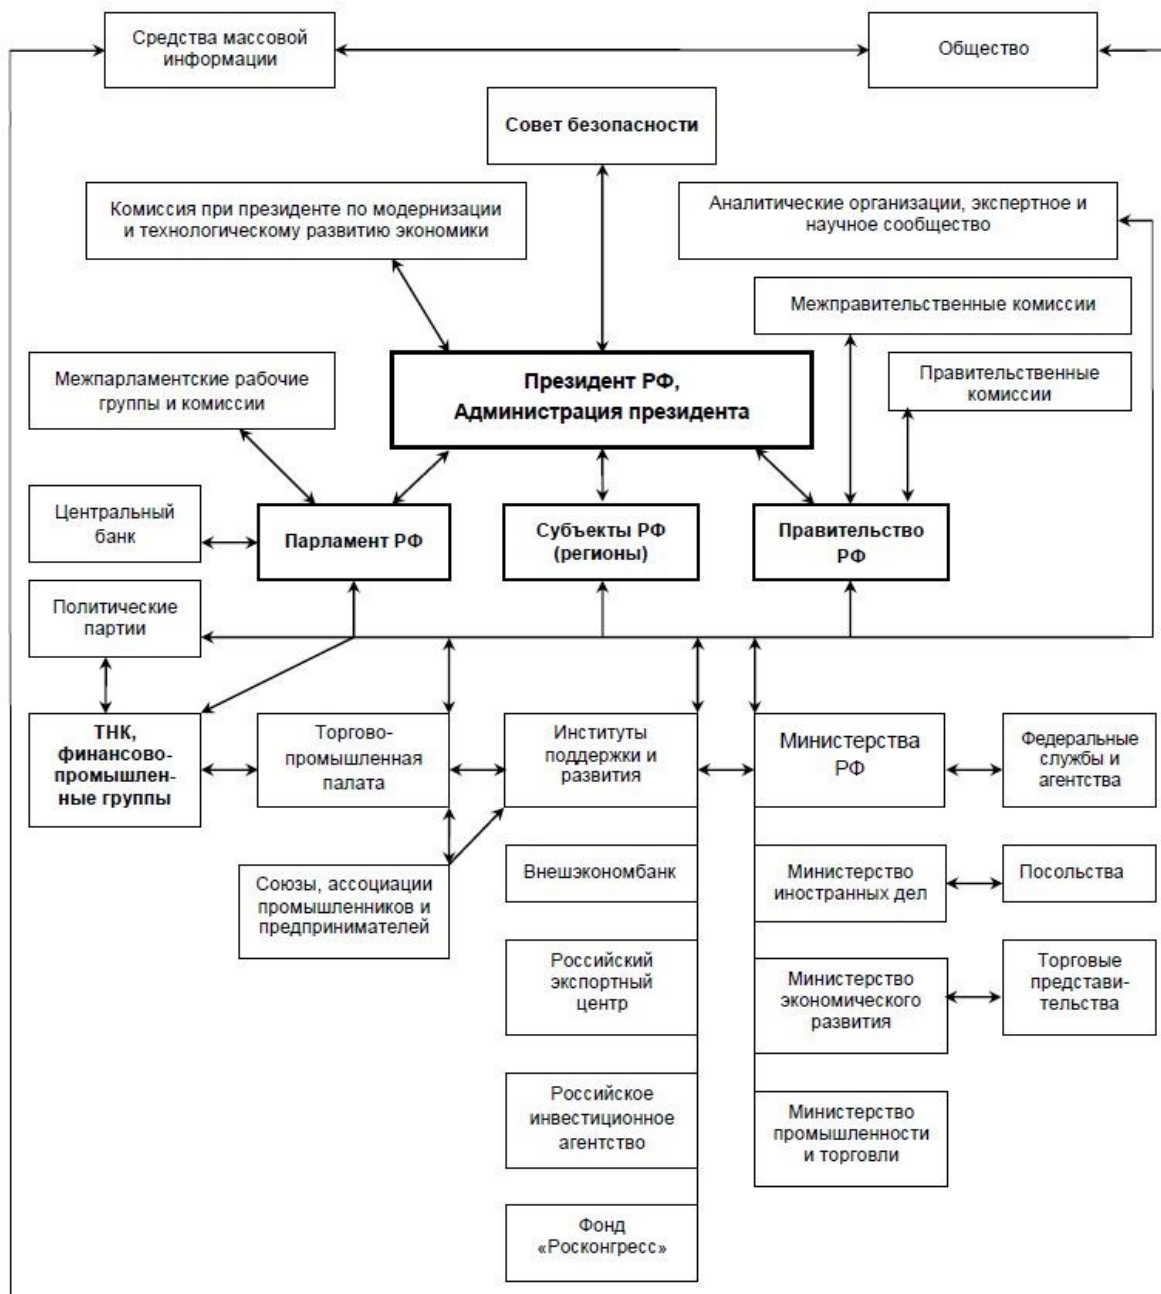 Средства массовой
информации
Общество
Совет безопасности
Комиссия при президенте по модернизации
и технологическому развитию экономики
Аналитические организации, экспертное и
научное сообщество
Межправительственные комиссии
Межпарламентские рабочие
группы и комиссии
Президент РФ,
Администрация президента
Правительственные
комиссии
Центральный
банк
Парламент РФ
Субъекты РФ
(регионы)
Правительство
РФ
Политические
партии
ТНК,
финансово-
промышлен-
ные группы
Торгово-
промышленная
палата
Институты
поддержки и
развития
Министерства
РФ
Федеральные
службы и
агентства
Союзы, ассоциации
промышленников и
предпринимателей
Внешэкономбанк
Министерство
иностранных дел
Посольства
Российский
экспортный
центр
Министерство
экономического
развития
Торговые
представи-
тельства
Российское
инвестиционное
агентство
Министерство
промышленности
и торговли
Фонд
«Росконгресс»